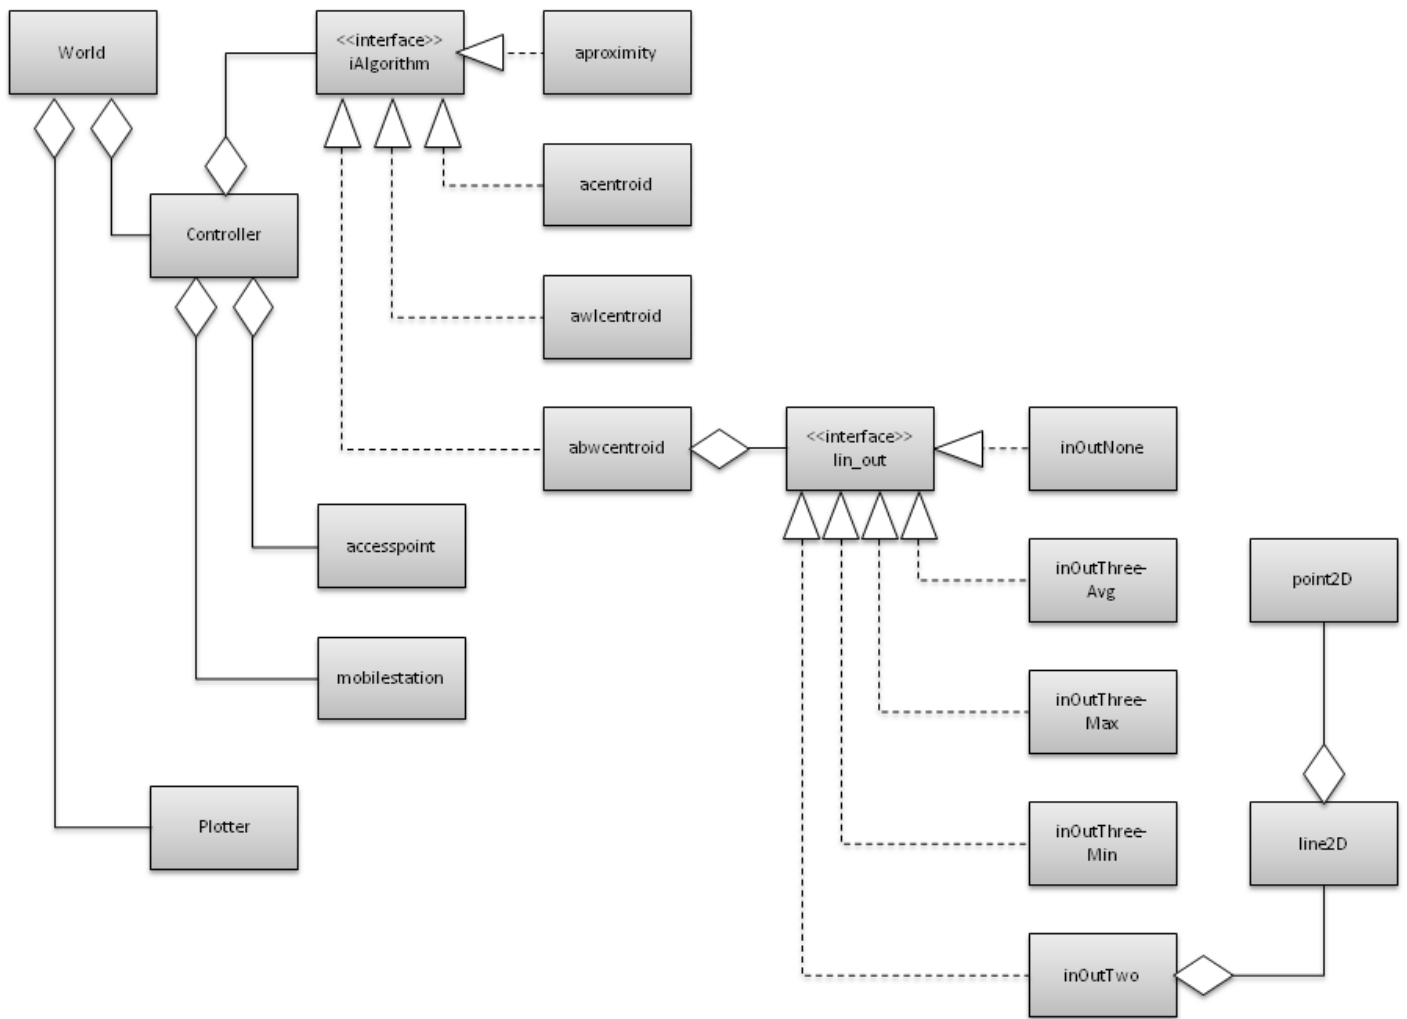 World
<<interface>>
iAlgorithm
aproximity
acentroid
Controller
awlcentroid
abwcentroid
<<interface>>
Iin_out
inOutNone
accesspoint
inOutThree-
Avg
point2D
mobilestation
inOutThree-
Max
Plotter
inOutThree-
Min
line2D
inOutTwo